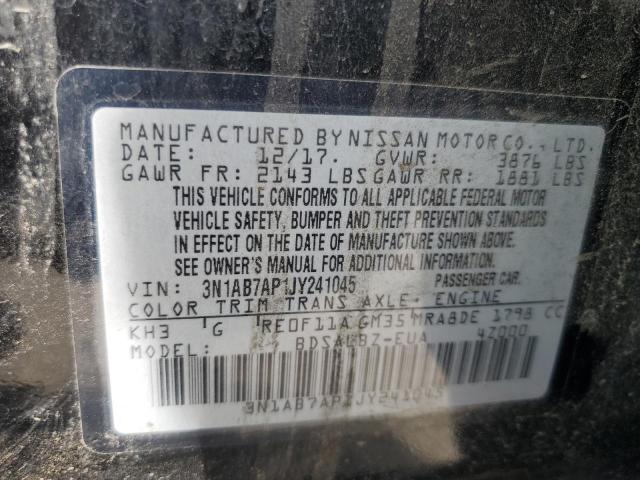 MANUFACTURED BY NISSAN MOTOR CO., LTD.
DATE: 12/17. GVWR: 3876 LBS
GAWR FR: 2143 LBS GAWR RR: 1881 LBS
THIS VEHICLE CONFORMS TO ALL APPLICABLE FEDERAL MOTOR
VEHICLE SAFETY, BUMPER AND THEFT PREVENTION STANDARDS
IN EFFECT ON THE DATE OF MANUFACTURE SHOWN ABOVE.
SEE OWNER'S MANUAL FOR ADDITIONAL INFORMATION.
VIN: 3N1AB7AP1JY241045 PASSENGER CAR.
COLOR TRIM TRANS AXLE· ENGINE
KH3 G RE0F11A GM35 MRA8DE 1798 CC
MODEL: 42000
3N1AB7AP1JY241045